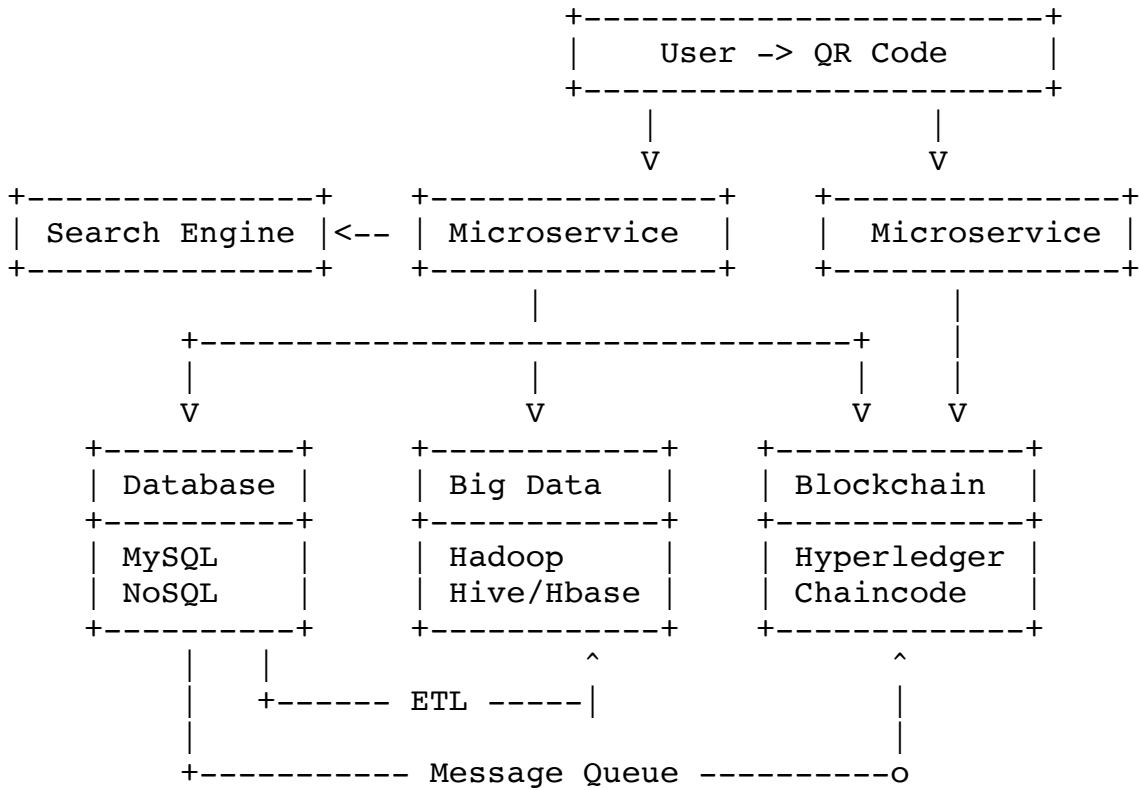 User -> QR Code
Search Engine <-- Microservice Microservice
Database Big Data Blockchain
MySQL Hadoop Hyperledger
NoSQL Hive/Hbase Chaincode
ETL
Message Queue